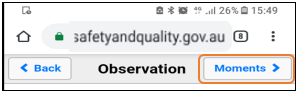 26% 15:49
safetyandquality.gov.au 8
Back Observation Moments